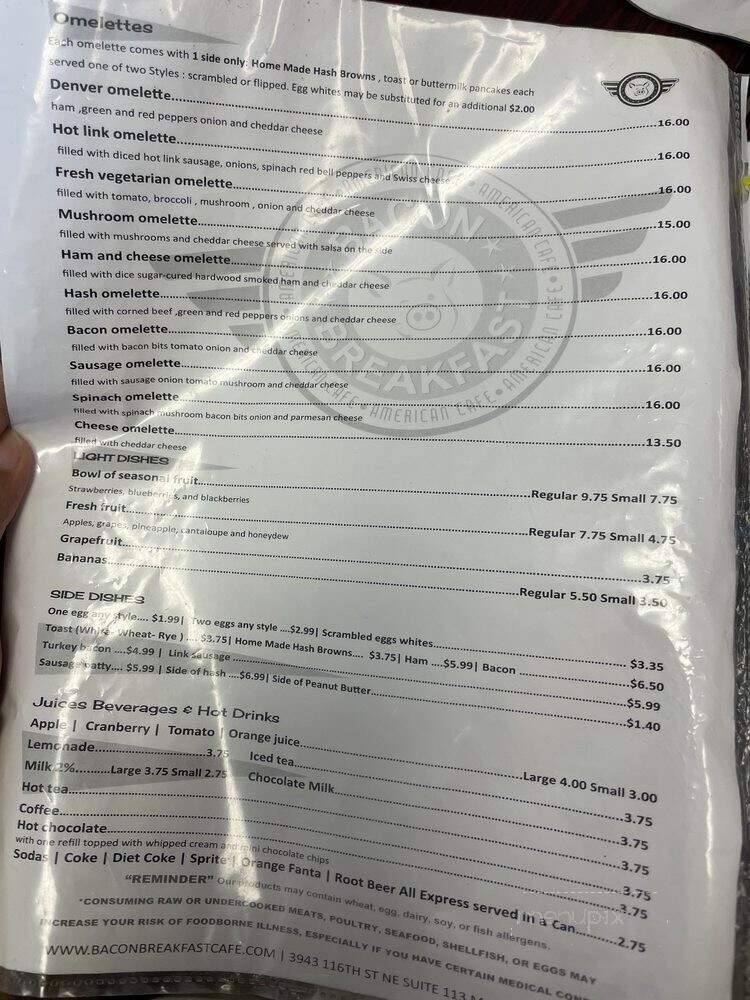 Omelettes
Each omelette comes with 1 side only: Home Made Hash Browns , toast or buttermilk pancakes each
served one of two Styles : scrambled or flipped. Egg whites may be substituted for an additional $2.00
Denver omelette....16.00
ham ,green and red peppers onion and cheddar cheese
Hot link omelette....16.00
filled with diced hot link sausage, onions, spinach red bell peppers and Swiss cheese
Fresh vegetarian omelette....16.00
filled with tomato, broccoli , mushroom , onion and cheddar cheese
Mushroom omelette....15.00
filled with mushrooms and cheddar cheese served with salsa on the side
Ham and cheese omelette....16.00
filled with dice sugar-cured hardwood smoked ham and cheddar cheese
Hash omelette....16.00
filled with corned beef ,green and red peppers onions and cheddar cheese
Bacon omelette....16.00
filled with bacon bits tomato onion and cheddar cheese
Sausage omelette....16.00
filled with sausage onion tomato mushroom and cheddar cheese
Spinach omelette....16.00
filled with spinach mushroom bacon bits onion and parmesan cheese
Cheese omelette....13.50
filled with cheddar cheese
BACON
BREAKFAST
AMERICAN CAFE
LIGHT DISHES
Bowl of seasonal fruit....Regular 9.75 Small 7.75
Strawberries, blueberries, and blackberries
Fresh fruit....Regular 7.75 Small 4.75
Apples, grapes, pineapple, cantaloupe and honeydew
Grapefruit....3.75
Bananas....Regular 5.50 Small 3.50
SIDE DISHES
One egg any style.... $1.99| Two eggs any style ....$2.99| Scrambled eggs whites.... $3.35
Toast (White- Wheat- Rye ) .... $3.75| Home Made Hash Browns.... $3.75| Ham ....$5.99| Bacon ....$6.50
Turkey bacon ....$4.99 | Link sausage ....$5.99
Sausage patty.... $5.99 | Side of hash ....$6.99| Side of Peanut Butter....$1.40
Juices Beverages & Hot Drinks
Apple | Cranberry | Tomato | Orange juice....Large 4.00 Small 3.00
Lemonade....3.75 Iced tea....3.75
Milk 2%....Large 3.75 Small 2.75 Chocolate Milk....3.75
Hot tea....3.75
Coffee....3.75
Hot chocolate....3.75
with one refill topped with whipped cream and mini chocolate chips
Sodas | Coke | Diet Coke | Sprite | Orange Fanta | Root Beer All Express served in a Can....2.75
"REMINDER" Our products may contain wheat, egg, dairy, soy, or fish allergens.
*CONSUMING RAW OR UNDERCOOKED MEATS, POULTRY, SEAFOOD, SHELLFISH, OR EGGS MAY
INCREASE YOUR RISK OF FOODBORNE ILLNESS, ESPECIALLY IF YOU HAVE CERTAIN MEDICAL
WWW.BACONBREAKFASTCAFE.COM | 3943 116TH ST NE SUITE 113
menupix